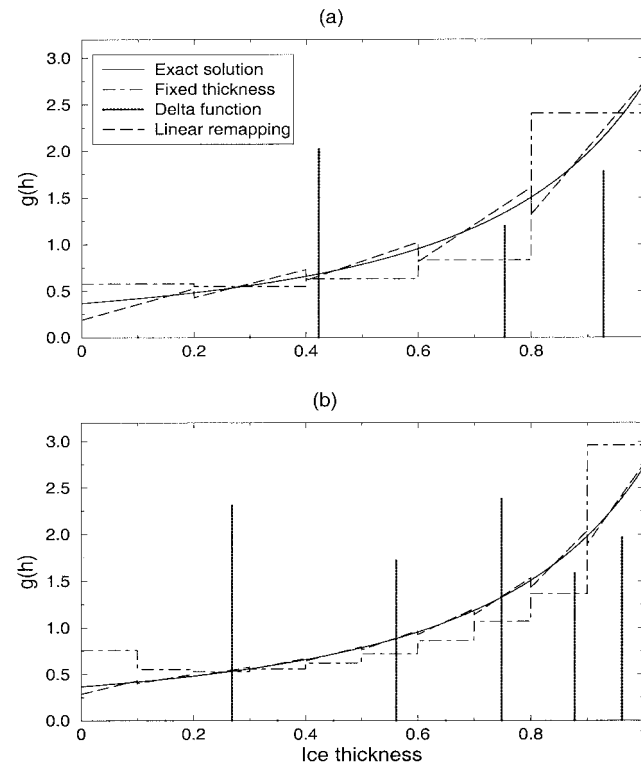 (a)
3.0
2.5
2.0
1.5
1.0
0.5
0.0
g(h)
Exact solution
Fixed thickness
Delta function
Linear remapping
0 0.2 0.4 0.6 0.8
(b)
3.0
2.5
2.0
1.5
1.0
0.5
0.0
g(h)
0 0.2 0.4 0.6 0.8
Ice thickness